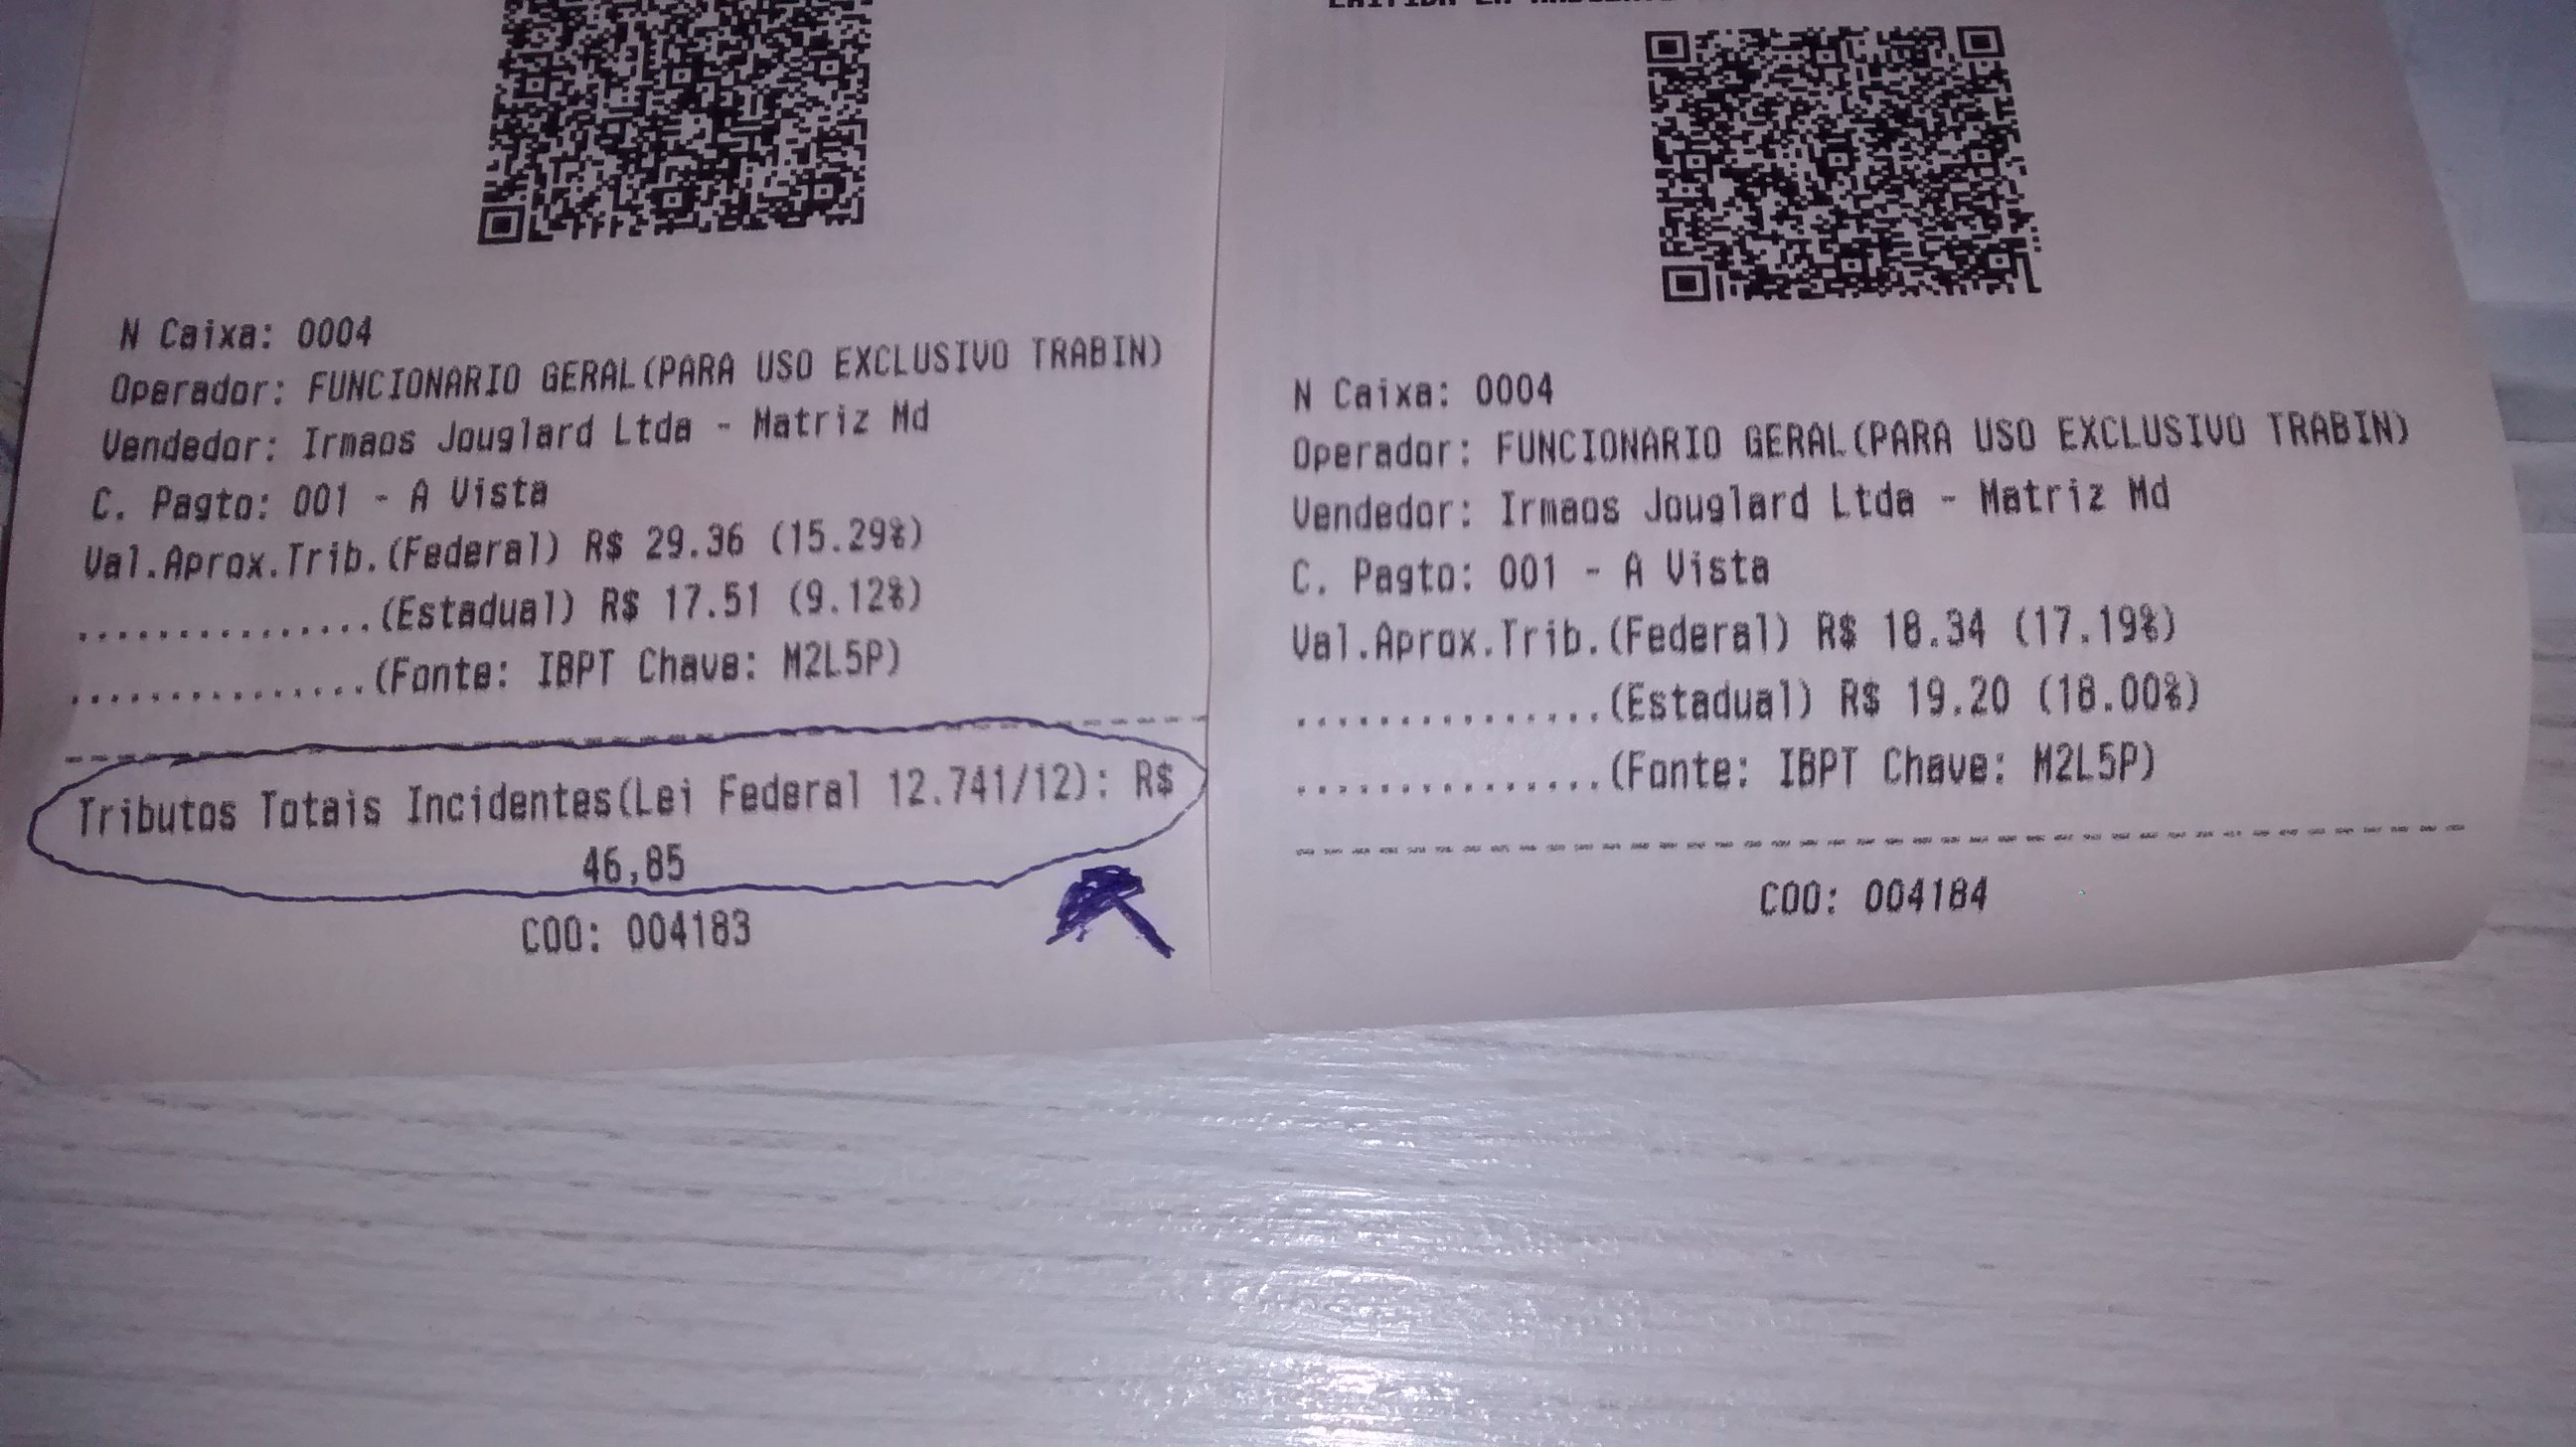 N Caixa: 0004
Operador: FUNCIONARIO GERAL(PARA USO EXCLUSIVO TRABIN)
Vendedor: Irmaos Jouglard Ltda - Matriz Md
C. Pagto: 001 - A Vista
Val.Aprox.Trib.(Federal) R$ 29.36 (15.29%)
...............(Estadual) R$ 17.51 (9.12%)
...............(Fonte: IBPT Chave: M2L5P)
Tributos Totais Incidentes(Lei Federal 12.741/12): R$
46,85
COO: 004183
N Caixa: 0004
Operador: FUNCIONARIO GERAL(PARA USO EXCLUSIVO TRABIN)
Vendedor: Irmaos Jouglard Ltda - Matriz Md
C. Pagto: 001 - A Vista
Val.Aprox.Trib.(Federal) R$ 18.34 (17.19%)
...............(Estadual) R$ 19.20 (18.00%)
...............(Fonte: IBPT Chave: M2L5P)
COO: 004184